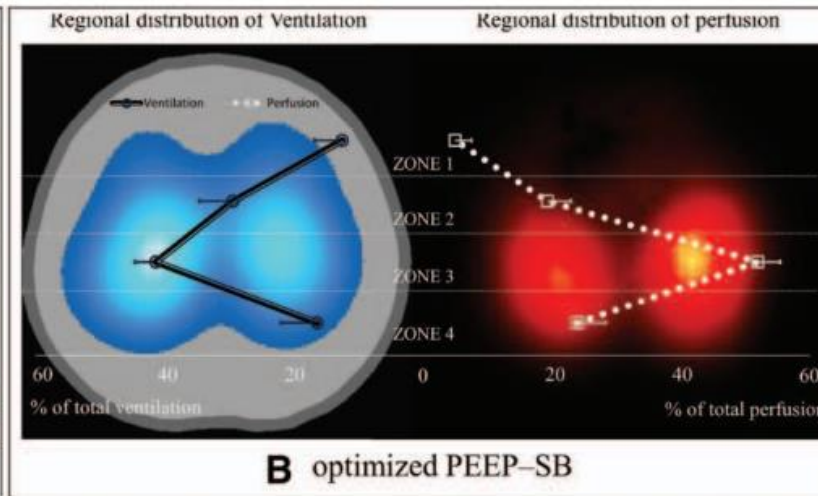 Regional distribution of Ventilation
Regional distribution of perfusion
Ventilation
Perfusion
ZONE 1
ZONE 2
ZONE 3
ZONE 4
60 40 20 0 20 40 60
% of total ventilation
% of total perfusion
B optimized PEEP–SB